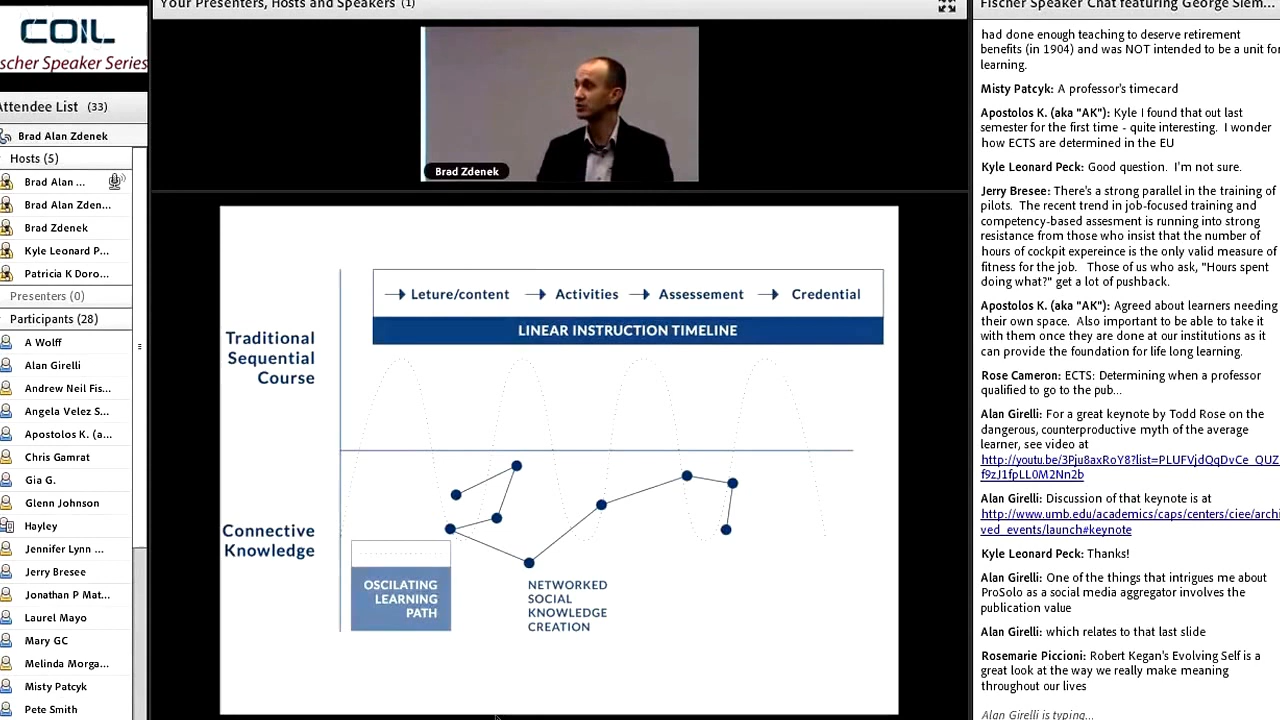 Your Presenters, Hosts and Speakers (1)
COIL
scher Speaker Series
Attendee List (33)
Brad Alan Zdenek
Hosts (5)
Brad Alan ...
Brad Alan Zden...
Brad Zdenek
Kyle Leonard P...
Patricia K Doro...
Presenters (0)
Participants (28)
A Wolff
Alan Girelli
Andrew Neil Fis...
Angela Velez S...
Apostolos K. (a...
Chris Gamrat
Gia G.
Glenn Johnson
Hayley
Jennifer Lynn ...
Jerry Bresee
Jonathan P Mat...
Laurel Mayo
Mary GC
Melinda Morga...
Misty Patcyk
Pete Smith
Brad Zdenek
Leture/content
Activities
Assessement
Credential
LINEAR INSTRUCTION TIMELINE
Traditional
Sequential
Course
Connective
Knowledge
OSCILATING
LEARNING
PATH
NETWORKED
SOCIAL
KNOWLEDGE
CREATION
Fischer Speaker Chat featuring George Siem...
had done enough teaching to deserve retirement
benefits (in 1904) and was NOT intended to be a unit for
learning.
Misty Patcyk: A professor's timecard
Apostolos K. (aka "AK"): Kyle I found that out last
semester for the first time - quite interesting. I wonder
how ECTS are determined in the EU
Kyle Leonard Peck: Good question. I'm not sure.
Jerry Bresee: There's a strong parallel in the training of
pilots. The recent trend in job-focused training and
competency-based assesment is running into strong
resistance from those who insist that the number of
hours of cockpit expereince is the only valid measure of
fitness for the job. Those of us who ask, "Hours spent
doing what?" get a lot of pushback.
Apostolos K. (aka "AK"): Agreed about learners needing
their own space. Also important to be able to take it
with them once they are done at our institutions as it
can provide the foundation for life long learning.
Rose Cameron: ECTS: Determining when a professor
qualified to go to the pub...
Alan Girelli: For a great keynote by Todd Rose on the
dangerous, counterproductive myth of the average
learner, see video at
http://youtu.be/3Pju8axRoY8?list=PLUFVjdQqDvCe_QUZ
f9zJ1fpLL0M2Nn2b
Alan Girelli: Discussion of that keynote is at
http://www.umb.edu/academics/caps/centers/ciee/archi
ved_events/launch#keynote
Kyle Leonard Peck: Thanks!
Alan Girelli: One of the things that intrigues me about
ProSolo as a social media aggregator involves the
publication value
Alan Girelli: which relates to that last slide
Rosemarie Piccioni: Robert Kegan's Evolving Self is a
great look at the way we really make meaning
throughout our lives
Alan Girelli is typing...